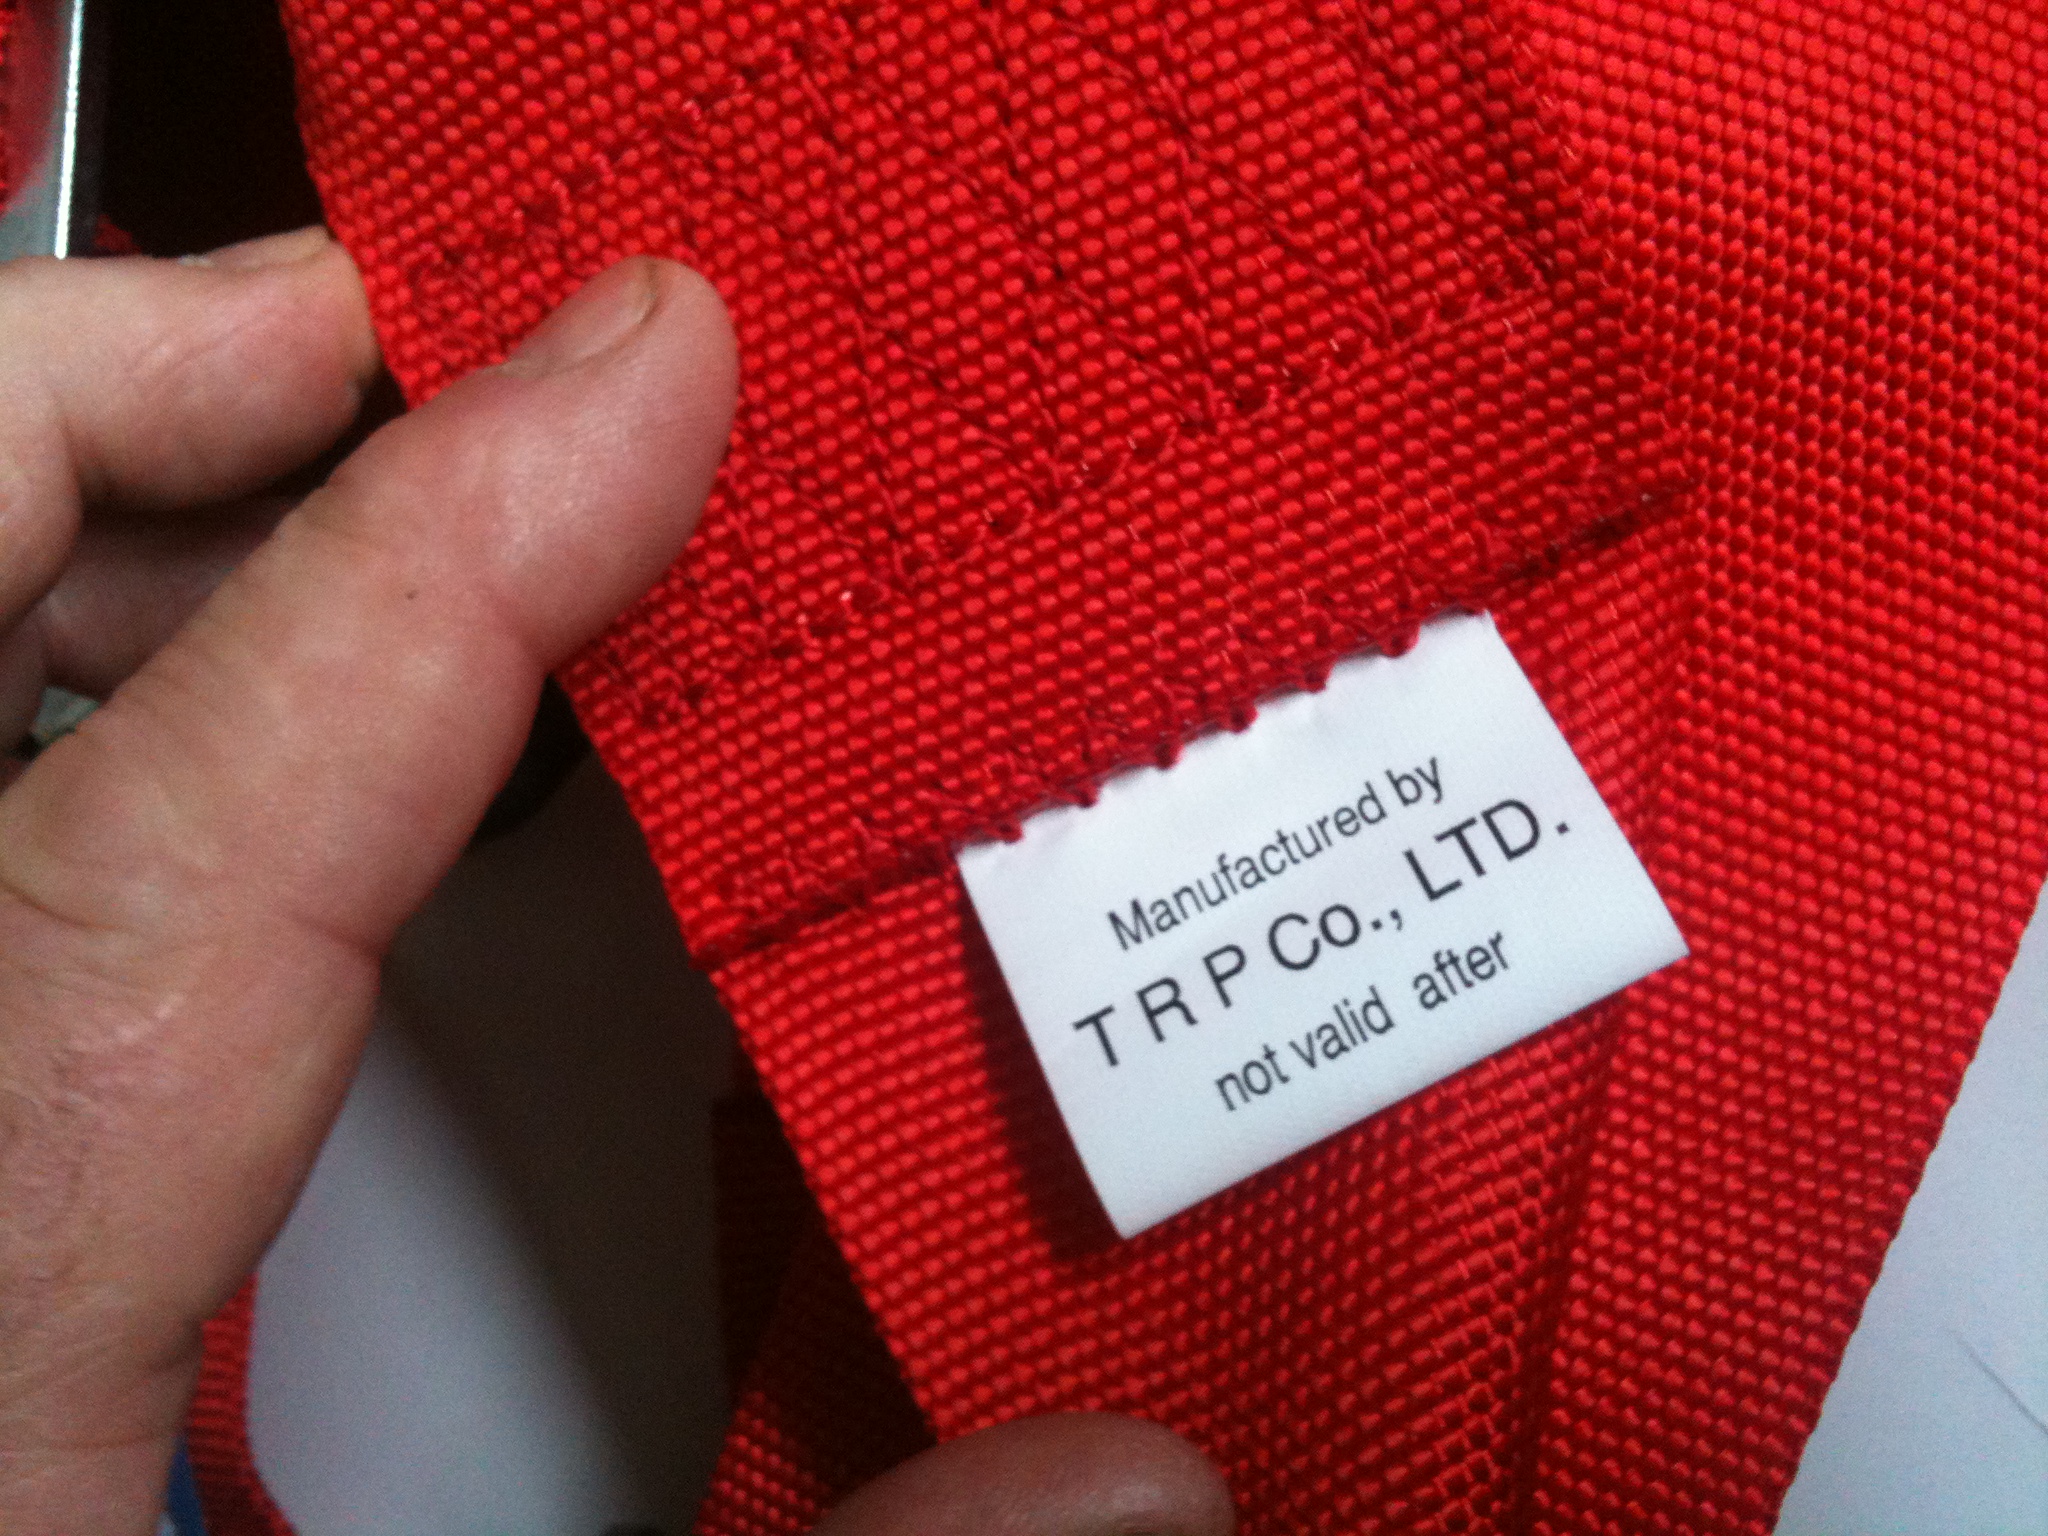 Manufactured by
T R P Co., LTD.
not valid after